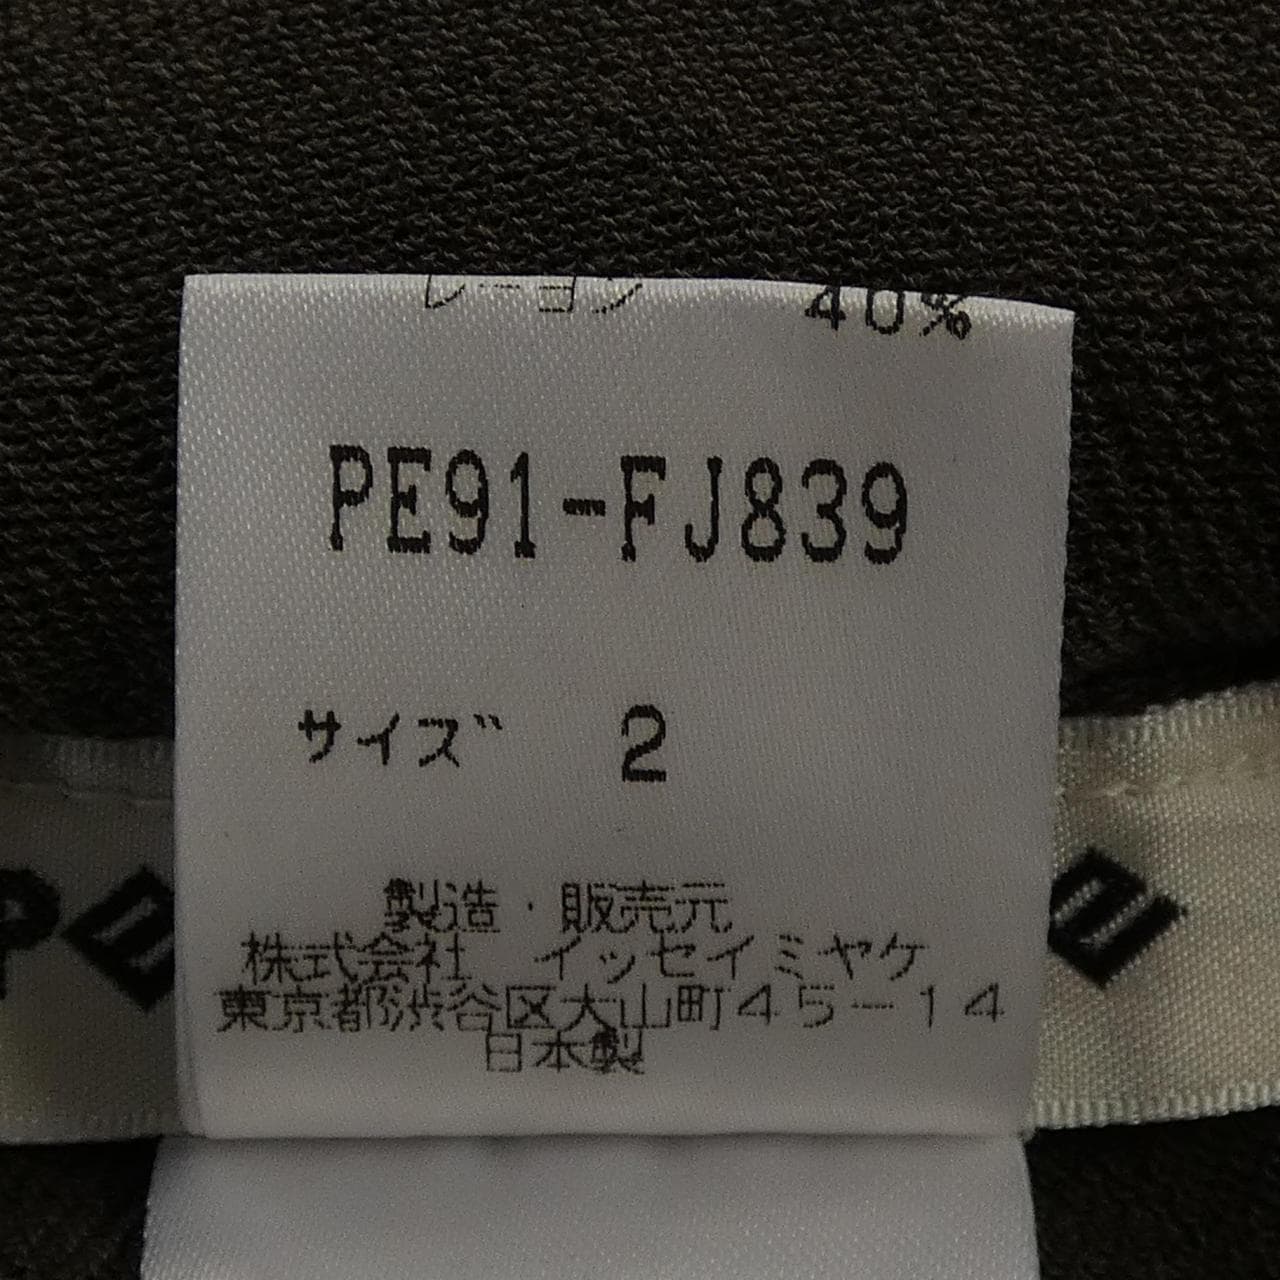 レーヨン 40%
PE91-FJ839
サイズ 2
製造・販売元
株式会社 イッセイミヤケ
東京都渋谷区大山町45-14
日本製